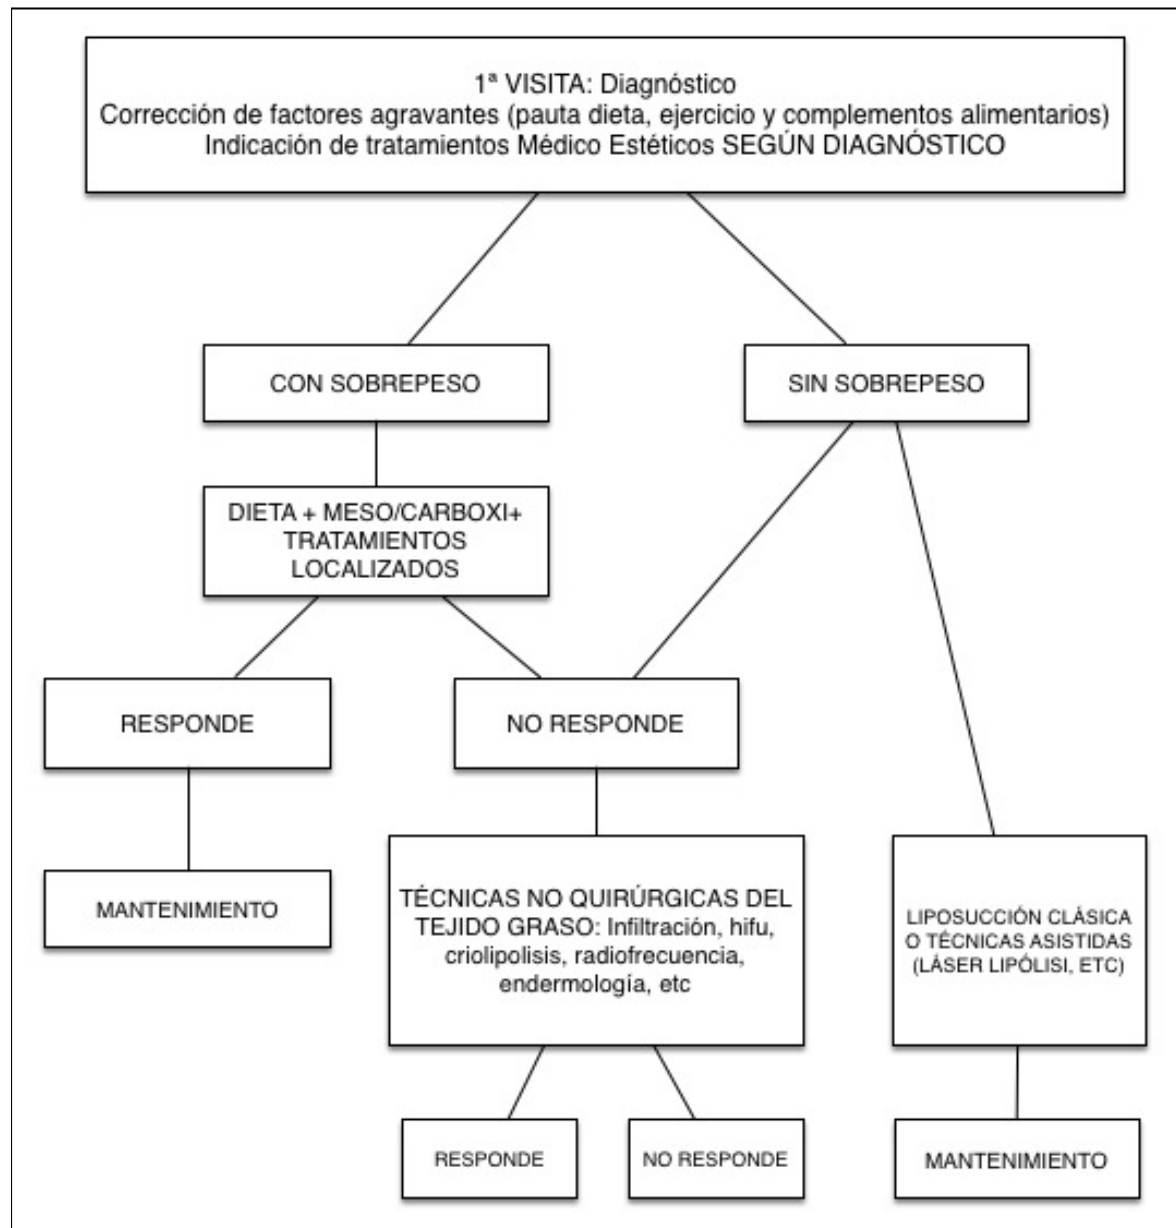 1ª VISITA: Diagnóstico
Corrección de factores agravantes (pauta dieta, ejercicio y complementos alimentarios)
Indicación de tratamientos Médico Estéticos SEGÚN DIAGNÓSTICO
CON SOBREPESO
SIN SOBREPESO
DIETA + MESO/CARBOXI+
TRATAMIENTOS
LOCALIZADOS
RESPONDE
NO RESPONDE
MANTENIMIENTO
TÉCNICAS NO QUIRÚRGICAS DEL
TEJIDO GRASO: Infiltración, hifu,
criolipolisis, radiofrecuencia,
endermología, etc
LIPOSUCCIÓN CLÁSICA
O TÉCNICAS ASISTIDAS
(LÁSER LIPÓLISI, ETC)
RESPONDE
NO RESPONDE
MANTENIMIENTO